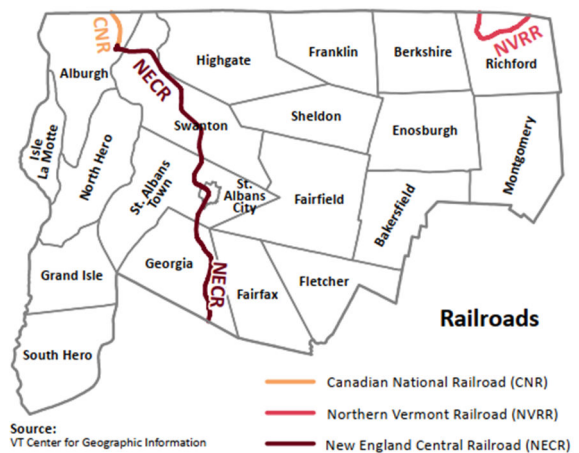 CNR
Alburgh
NECR
Highgate
Franklin
Berkshire
NVRR
Richford
Isle
La Motte
North Hero
Swanton
Sheldon
Enosburgh
Montgomery
St. Albans
Town
St.
Albans
City
Fairfield
Bakersfield
Grand Isle
Georgia
NECR
Fairfax
Fletcher
South Hero
Railroads
Canadian National Railroad (CNR)
Northern Vermont Railroad (NVRR)
New England Central Railroad (NECR)
Source:
VT Center for Geographic Information